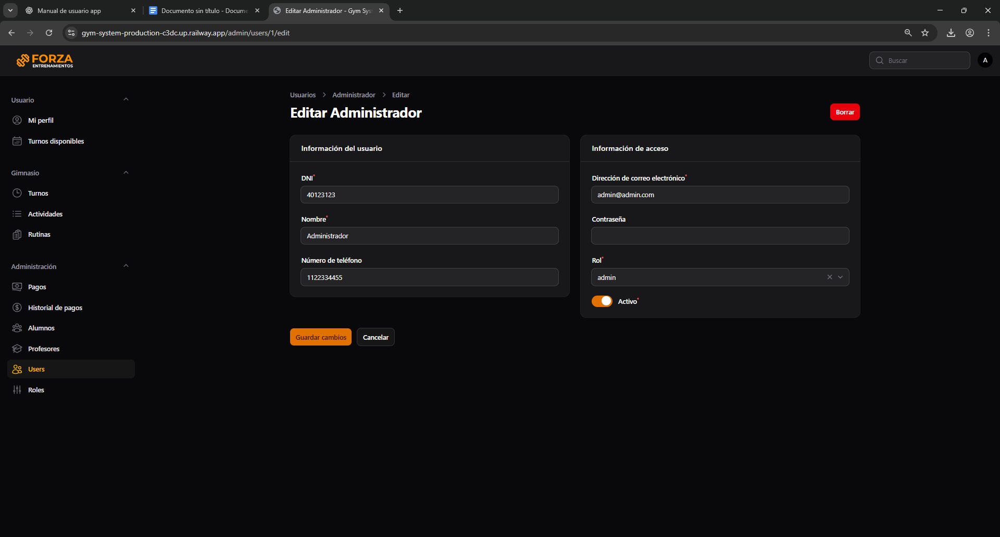 Manual de usuario app
Documento sin título - Docume
Editar Administrador - Gym Sys
gym-system-production-c3dc.up.railway.app/admin/users/1/edit
FORZA
ENTRENAMIENTOS
Buscar
A
Usuario
Mi perfil
Turnos disponibles
Gimnasio
Turnos
Actividades
Rutinas
Administración
Pagos
Historial de pagos
Alumnos
Profesores
Users
Roles
Usuarios > Administrador > Editar
Editar Administrador
Borrar
Información del usuario
DNI*
40123123
Nombre*
Administrador
Número de teléfono
1122334455
Información de acceso
Dirección de correo electrónico*
admin@admin.com
Contraseña
Rol*
admin
Activo*
Guardar cambios
Cancelar